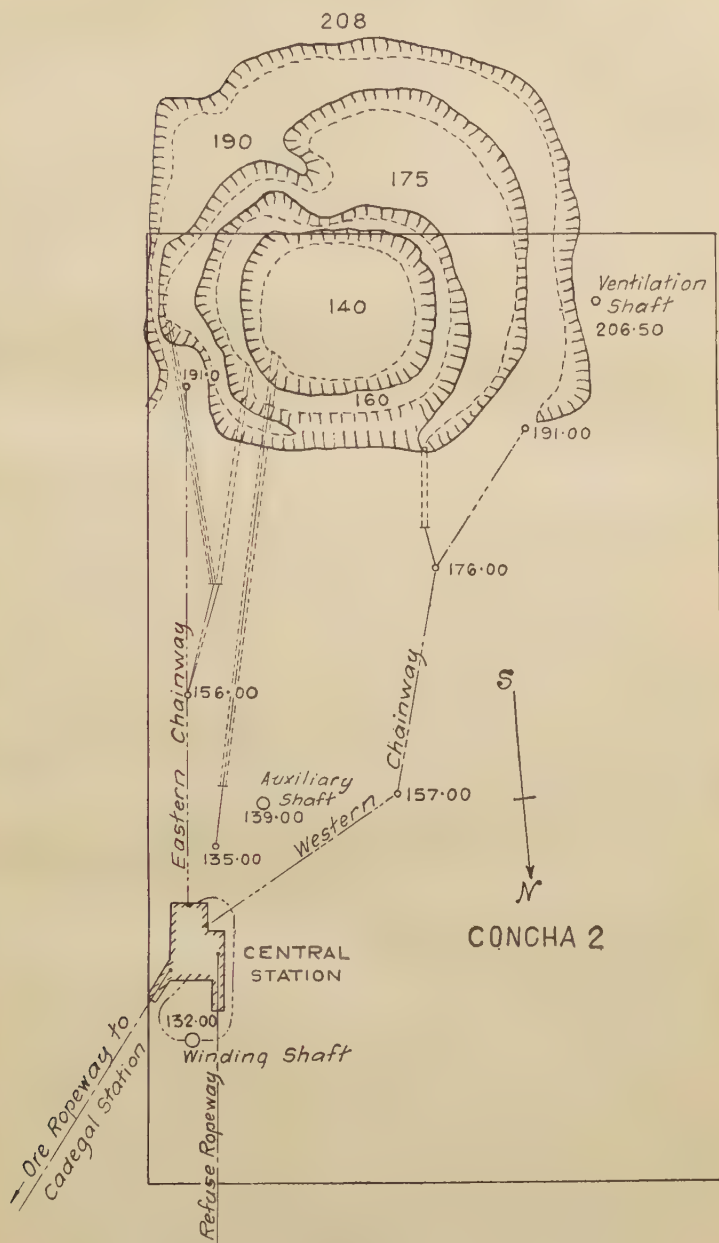 208
190
175
140
160
Ventilation
Shaft
206·50
191·0
191·00
176·00
156·00
Eastern Chainway
Western Chainway
S
N
Auxiliary
Shaft
139·00
157·00
135·00
CONCHA 2
CENTRAL
STATION
132·00
Winding Shaft
Ore Ropeway to
Cadegal Station
Refuse Ropeway